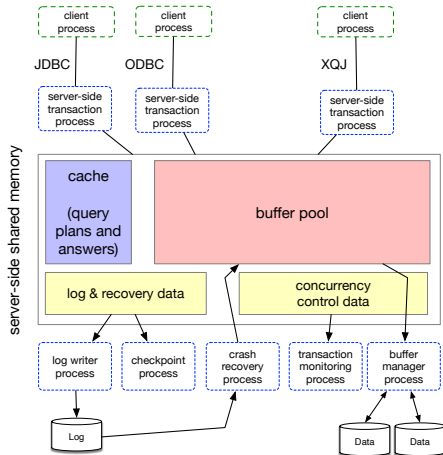 client
process
client
process
client
process
JDBC
ODBC
XQJ
server-side
transaction
process
server-side
transaction
process
server-side
transaction
process
server-side shared memory
cache
(query
plans and
answers)
buffer pool
log & recovery data
concurrency
control data
log writer
process
checkpoint
process
crash
recovery
process
transaction
monitoring
process
buffer
manager
process
Log
Data
Data